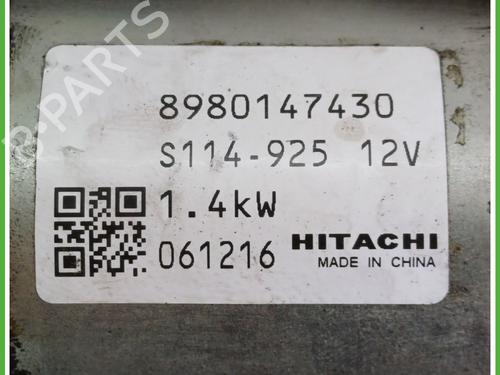 8980147430
S114-925 12V
1.4kW
061216 HITACHI
MADE IN CHINA
B-PARTS